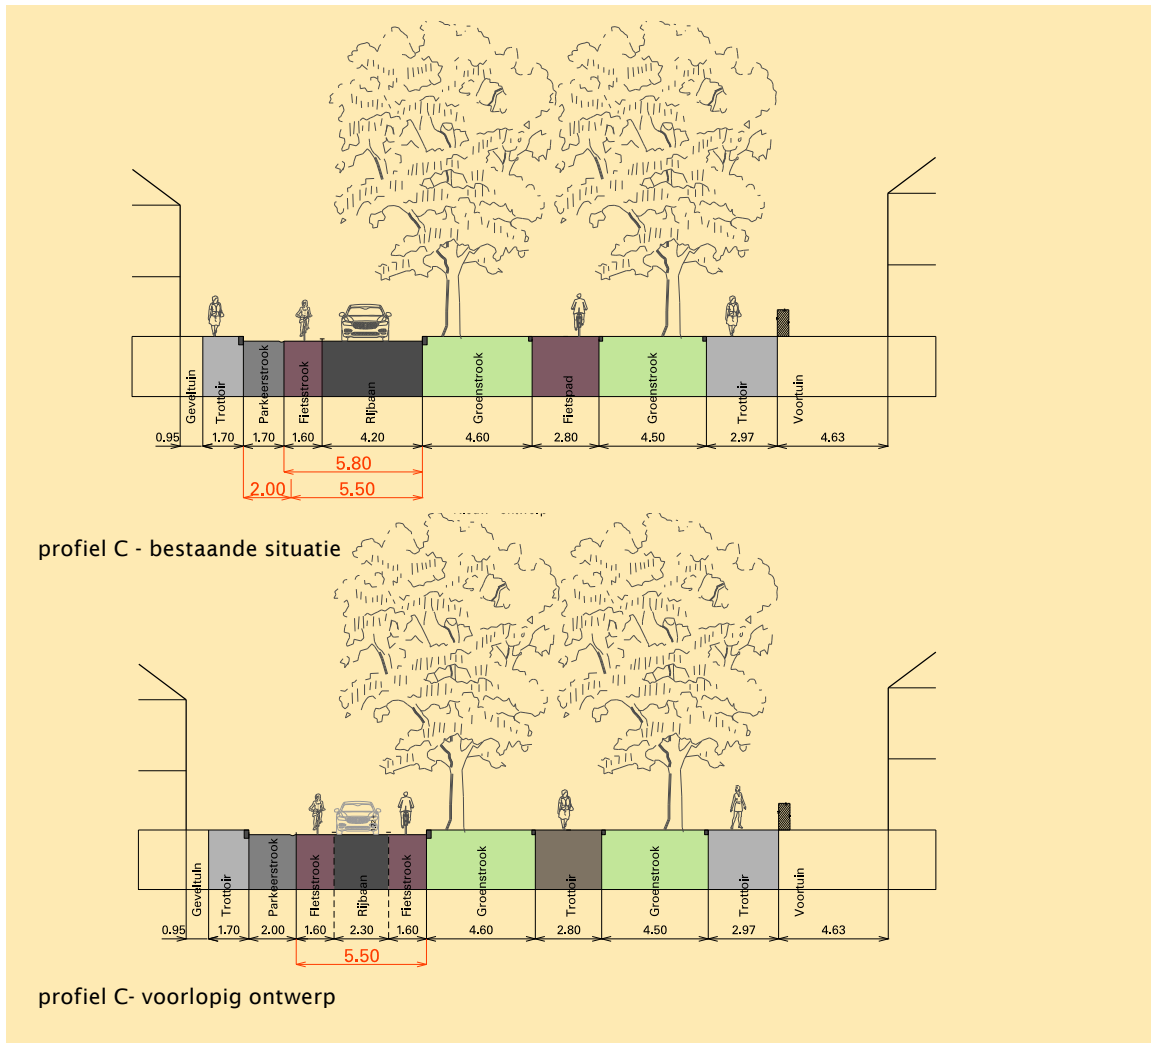 Geveltuin
Trottoir
Parkeerstrook
Fietsstrook
Rijbaan
Groenstrook
Fietspad
Groenstrook
Trottoir
Voortuin
0.95 1.70 1.70 1.60 4.20 4.60 2.80 4.50 2.97 4.63
5.80
2.00 5.50
profiel C - bestaande situatie
Geveltuin
Trottoir
Parkeerstrook
Fietsstrook
Rijbaan
Fietsstrook
Groenstrook
Trottoir
Groenstrook
Trottoir
Voortuin
0.95 1.70 2.00 1.60 2.30 1.60 4.60 2.80 4.50 2.97 4.63
5.50
profiel C- voorlopig ontwerp